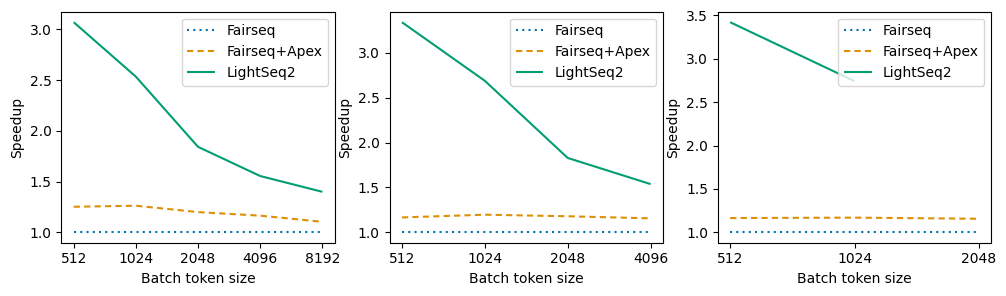 Speedup
3.0
2.5
2.0
1.5
1.0
Fairseq
Fairseq+Apex
LightSeq2
512 1024 2048 4096 8192
Batch token size
Speedup
3.0
2.5
2.0
1.5
1.0
Fairseq
Fairseq+Apex
LightSeq2
512 1024 2048 4096
Batch token size
Speedup
3.5
3.0
2.5
2.0
1.5
1.0
Fairseq
Fairseq+Apex
LightSeq2
512 1024 2048
Batch token size